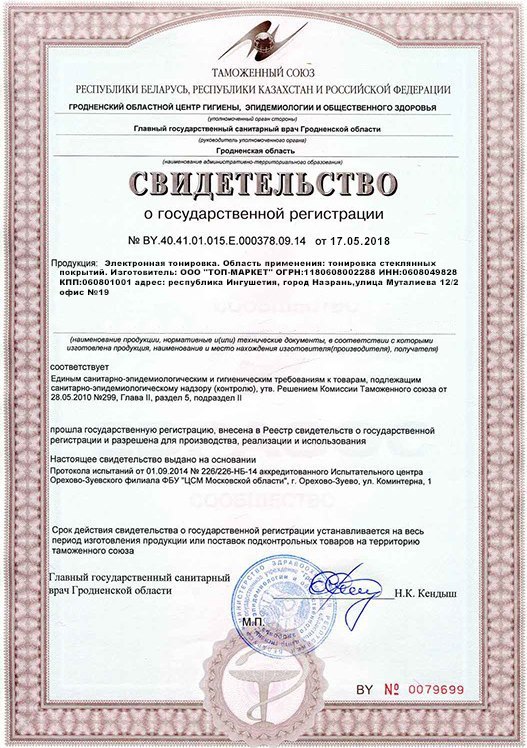 ТАМОЖЕННЫЙ СОЮЗ
РЕСПУБЛИКИ БЕЛАРУСЬ, РЕСПУБЛИКИ КАЗАХСТАН И РОССИЙСКОЙ ФЕДЕРАЦИИ
ГРОДНЕНСКИЙ ОБЛАСТНОЙ ЦЕНТР ГИГИЕНЫ, ЭПИДЕМИОЛОГИИ И ОБЩЕСТВЕННОГО ЗДОРОВЬЯ
(уполномоченный орган стороны)
Главный государственный санитарный врач Гродненской области
(руководитель уполномоченного органа)
Гродненская область
(наименование административно-территориального образования)
СВИДЕТЕЛЬСТВО
о государственной регистрации
№ BY.40.41.01.015.Е.000378.09.14 от 17.05.2018
Продукция: Электронная тонировка. Область применения: тонировка стеклянных
покрытий. Изготовитель: ООО "ТОП-МАРКЕТ" ОГРН:1180608002288 ИНН:0608049828
КПП:060801001 адрес: республика Ингушетия, город Назрань,улица Муталиева 12/2
офис №19
(наименование продукции, нормативные и(или) технические документы, в соответствии с которыми
изготовлена продукция, наименование и место нахождения изготовителя(производителя), получателя)
соответствует
Единым санитарно-эпидемиологическим и гигиеническим требованиям к товарам, подлежащим
санитарно-эпидемиологическому надзору (контролю), утв. Решением Комиссии Таможенного союза от
28.05.2010 №299, Глава II, раздел 5, подраздел II
прошла государственную регистрацию, внесена в Реестр свидетельств о государственной
регистрации и разрешена для производства, реализации и использования
Настоящее свидетельство выдано на основании
Протокола испытаний от 01.09.2014 № 226/226-НБ-14 аккредитованного Испытательного центра
Орехово-Зуевского филиала ФБУ "ЦСМ Московской области", г. Орехово-Зуево, ул. Коминтерна, 1
СООБЩЕСТВО
Срок действия свидетельства о государственной регистрации устанавливается на весь
период изготовления продукции или поставок подконтрольных товаров на территорию
таможенного союза
Главный государственный санитарный
врач Гродненской области
Н.К. Кендыш
М.П.
BY № 0079699